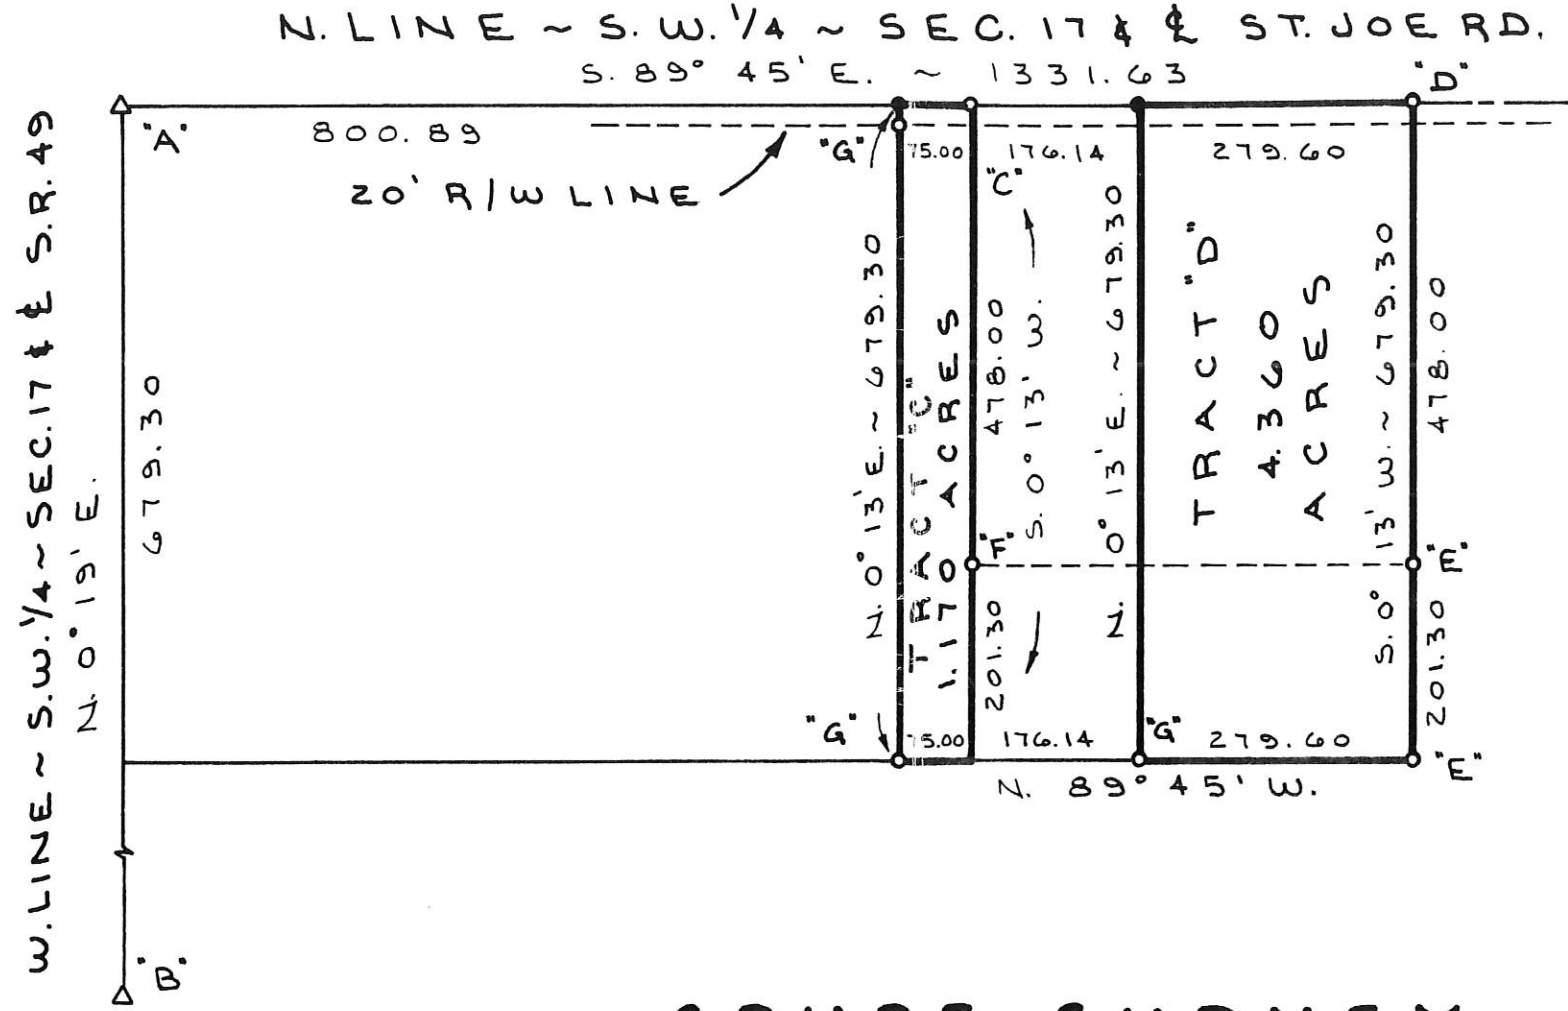 N. LINE ~ S.W. 1/4 ~ SEC. 17 & ℄ ST. JOE RD.
S. 89° 45' E. ~ 1331.63
"D"
"A"
800.89
"G"
75.00
176.14
279.60
20' R/W LINE
"C"
W. LINE ~ S.W. 1/4 ~ SEC. 17 & ℄ S.R. 49
N. 0° 19' E.
679.30
N. 0° 13' E. ~ 679.30
TRACT "C"
1.170 ACRES
478.00
S. 0° 13' W.
N. 0° 13' E. ~ 679.30
TRACT "D"
4.360
ACRES
S. 0° 13' W. ~ 679.30
478.00
"F"
"E"
201.30
201.30
"G"
75.00
176.14
"G"
279.60
"E"
N. 89° 45' W.
"B"